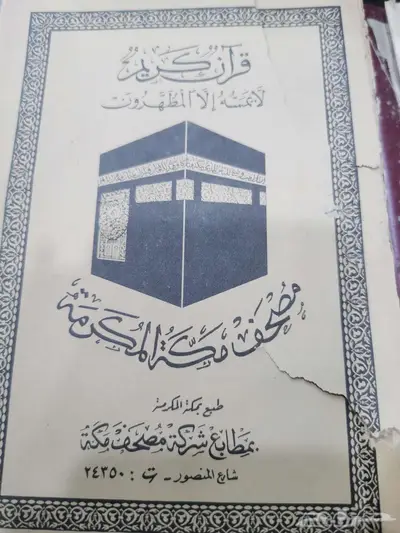 قرآن كريم
لا يمسه إلا المطهرون
مصحف مكة المكرمة
طبع بمكة المكرمة
بمطابع شركة مصحف مكة
شارع المنصور - ت : ٢٤٣٥٠